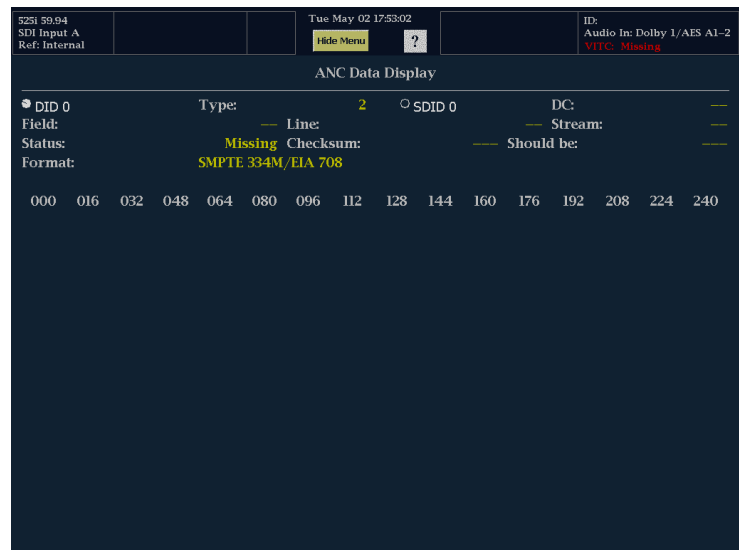 525i 59.94
SDI Input A
Ref: Internal
Tue May 02 17:53:02
Hide Menu ?
ID:
Audio In: Dolby 1/AES A1–2
VITC: Missing
ANC Data Display
DID 0 Type: 2 SDID 0 DC: ––
Field: –– Line: –– Stream: ––
Status: Missing Checksum: ––– Should be: –––
Format: SMPTE 334M/EIA 708
000 016 032 048 064 080 096 112 128 144 160 176 192 208 224 240